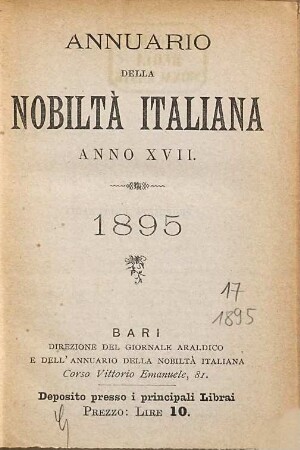 ANNUARIO
DELLA
NOBILTÀ ITALIANA
ANNO XVII.
1895
17
1895
BARI
DIREZIONE DEL GIORNALE ARALDICO
E DELL'ANNUARIO DELLA NOBILTÀ ITALIANA
Corso Vittorio Emanuele, 81.
Deposito presso i principali Librai
PREZZO: LIRE 10.